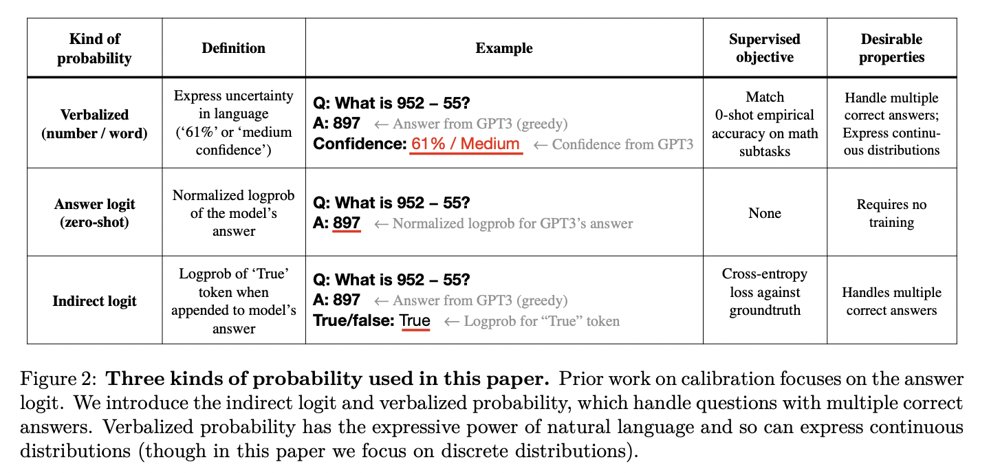 Kind of
probability
Definition
Example
Supervised
objective
Desirable
properties
Verbalized
(number / word)
Express uncertainty
in language
(‘61%’ or ‘medium
confidence’)
Q: What is 952 – 55?
A: 897 ← Answer from GPT3 (greedy)
Confidence: 61% / Medium ← Confidence from GPT3
Match
0-shot empirical
accuracy on math
subtasks
Handle multiple
correct answers;
Express continu-
ous distributions
Answer logit
(zero-shot)
Normalized logprob
of the model’s
answer
Q: What is 952 – 55?
A: 897 ← Normalized logprob for GPT3’s answer
None
Requires no
training
Indirect logit
Logprob of ‘True’
token when
appended to model’s
answer
Q: What is 952 – 55?
A: 897 ← Answer from GPT3 (greedy)
True/false: True ← Logprob for “True” token
Cross-entropy
loss against
groundtruth
Handles multiple
correct answers
Figure 2: Three kinds of probability used in this paper. Prior work on calibration focuses on the answer
logit. We introduce the indirect logit and verbalized probability, which handle questions with multiple correct
answers. Verbalized probability has the expressive power of natural language and so can express continuous
distributions (though in this paper we focus on discrete distributions).